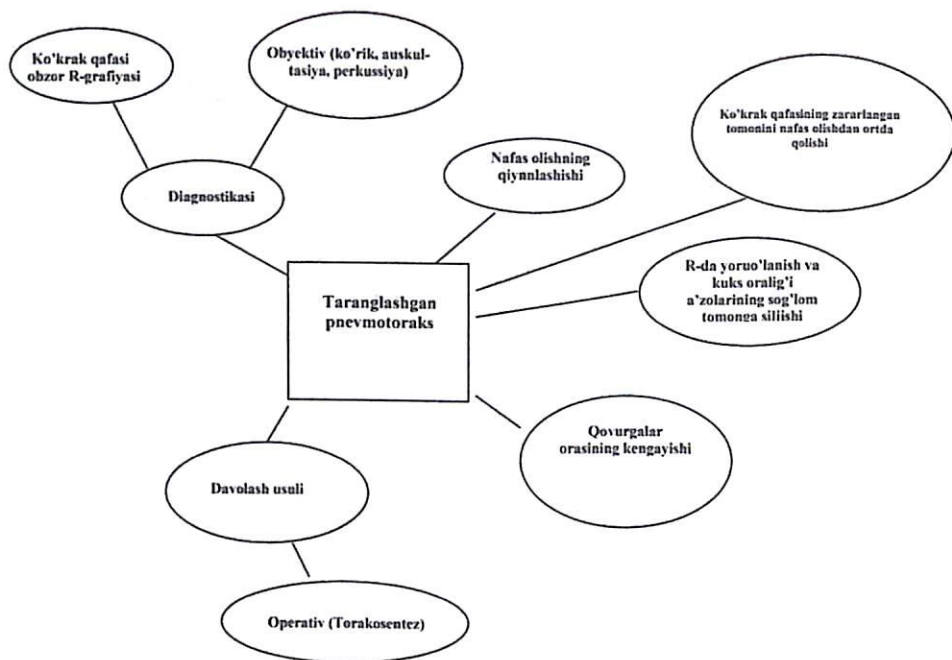 Ko'krak qafasi
obzor R-grafiyasi
Obyektiv (ko'rik, auskul-
tasiya, perkussiya)
Ko'krak qafasining zararlangan
tomonini nafas olishdan ortda
qolishi
Nafas olishning
qiynnlashishi
Diagnostikasi
R-da yoruo'lanish va
kuks oralig'i
a'zolarining sog'lom
tomonga siliishi
Taranglashgan
pnevmotoraks
Qovurgalar
orasining kengayishi
Davolash usuli
Operativ (Torakosentez)